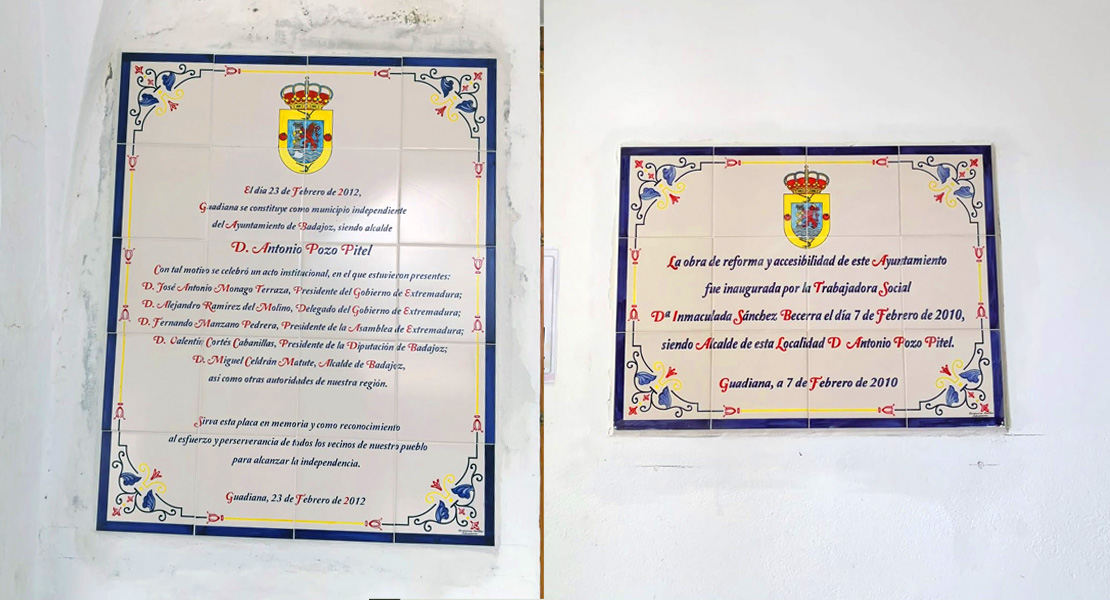 El día 23 de Febrero de 2012,
Guadiana se constituye como municipio independiente
del Ayuntamiento de Badajoz, siendo alcalde
D. Antonio Pozo Pitel
Con tal motivo se celebró un acto institucional, en el que estuvieron presentes:
D. José Antonio Monago Terraza, Presidente del Gobierno de Extremadura;
D. Alejandro Ramírez del Molino, Delegado del Gobierno de Extremadura;
D. Fernando Manzano Pedrera, Presidente de la Asamblea de Extremadura;
D. Valentín Cortés Cabanillas, Presidente de la Diputación de Badajoz;
D. Miguel Celdrán Matute, Alcalde de Badajoz,
así como otras autoridades de nuestra región.
Sirva esta placa en memoria y como reconocimiento
al esfuerzo y perserverancia de todos los vecinos de nuestro pueblo
para alcanzar la independencia.
Guadiana, 23 de Febrero de 2012
La obra de reforma y accesibilidad de este Ayuntamiento
fue inaugurada por la Trabajadora Social
Dª Inmaculada Sánchez Becerra el día 7 de Febrero de 2010,
siendo Alcalde de esta Localidad D Antonio Pozo Pitel.
Guadiana, a 7 de Febrero de 2010